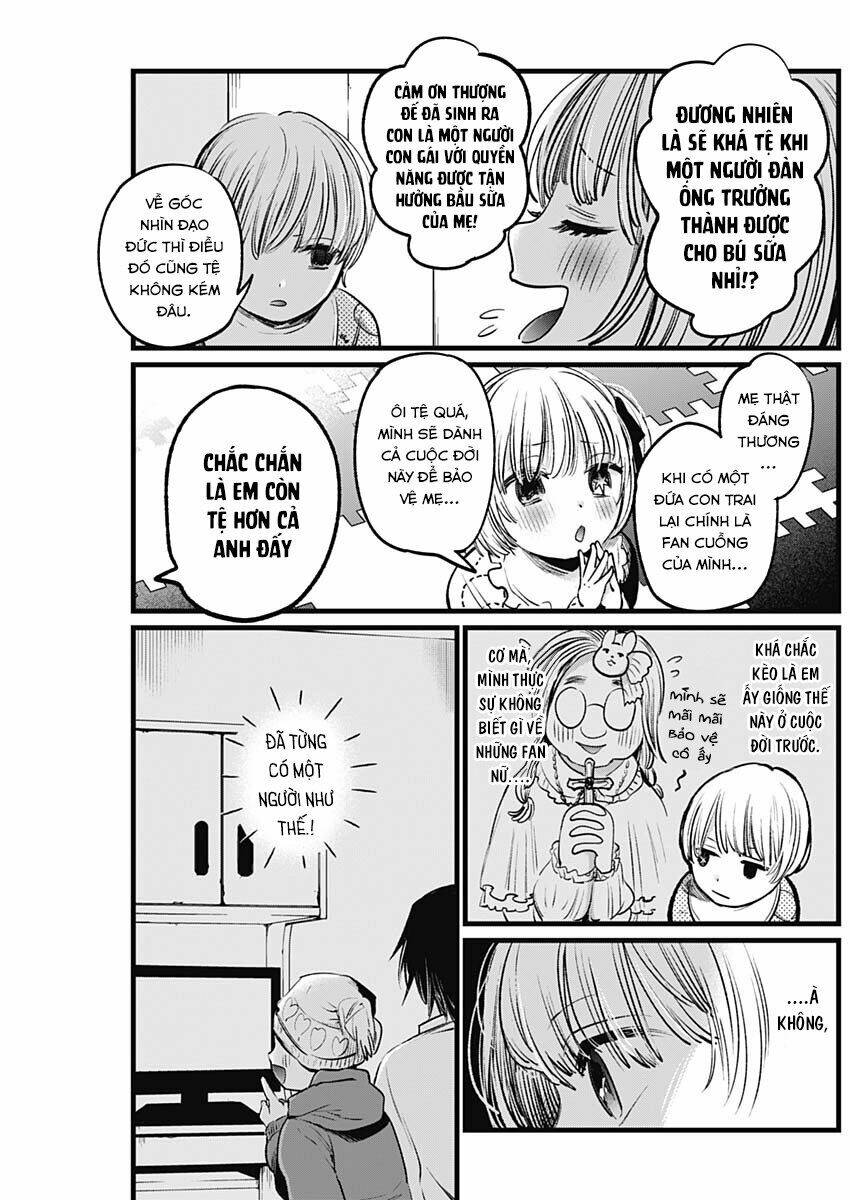 ĐƯƠNG NHIÊN
LÀ SẼ KHÁ TỆ KHI
MỘT NGƯỜI ĐÀN
ÔNG TRƯỞNG
THÀNH ĐƯỢC
CHO BÚ SỮA
NHỈ!?
CẢM ƠN THƯỢNG
ĐẾ ĐÃ SINH RA
CON LÀ MỘT NGƯỜI
CON GÁI VỚI QUYỀN
NĂNG ĐƯỢC TẬN
HƯỞNG BẦU SỮA
CỦA MẸ!
VỀ GÓC
NHÌN ĐẠO
ĐỨC THÌ ĐIỀU
ĐÓ CŨNG TỆ
KHÔNG KÉM
ĐÂU.
MẸ THẬT
ĐÁNG
THƯƠNG
...
KHI CÓ MỘT
ĐỨA CON TRAI
LẠI CHÍNH LÀ
FAN CUỒNG
CỦA MÌNH...
ÔI TỆ QUÁ,
MÌNH SẼ DÀNH
CẢ CUỘC ĐỜI
NÀY ĐỂ BẢO
VỆ MẸ...
CHẮC CHẮN
LÀ EM CÒN
TỆ HƠN CẢ
ANH ĐẤY
KHÁ CHẮC
KÈO LÀ EM
ẤY GIỐNG THẾ
NÀY Ở CUỘC
ĐỜI TRƯỚC.
mình sẽ
mãi mãi
bảo vệ
cô ấy
CƠ MÀ,
MÌNH THỰC
SỰ KHÔNG
BIẾT GÌ VỀ
NHỮNG FAN
NỮ....
....À
KHÔNG,
ĐÃ TỪNG
CÓ MỘT
NGƯỜI NHƯ
THẾ.!